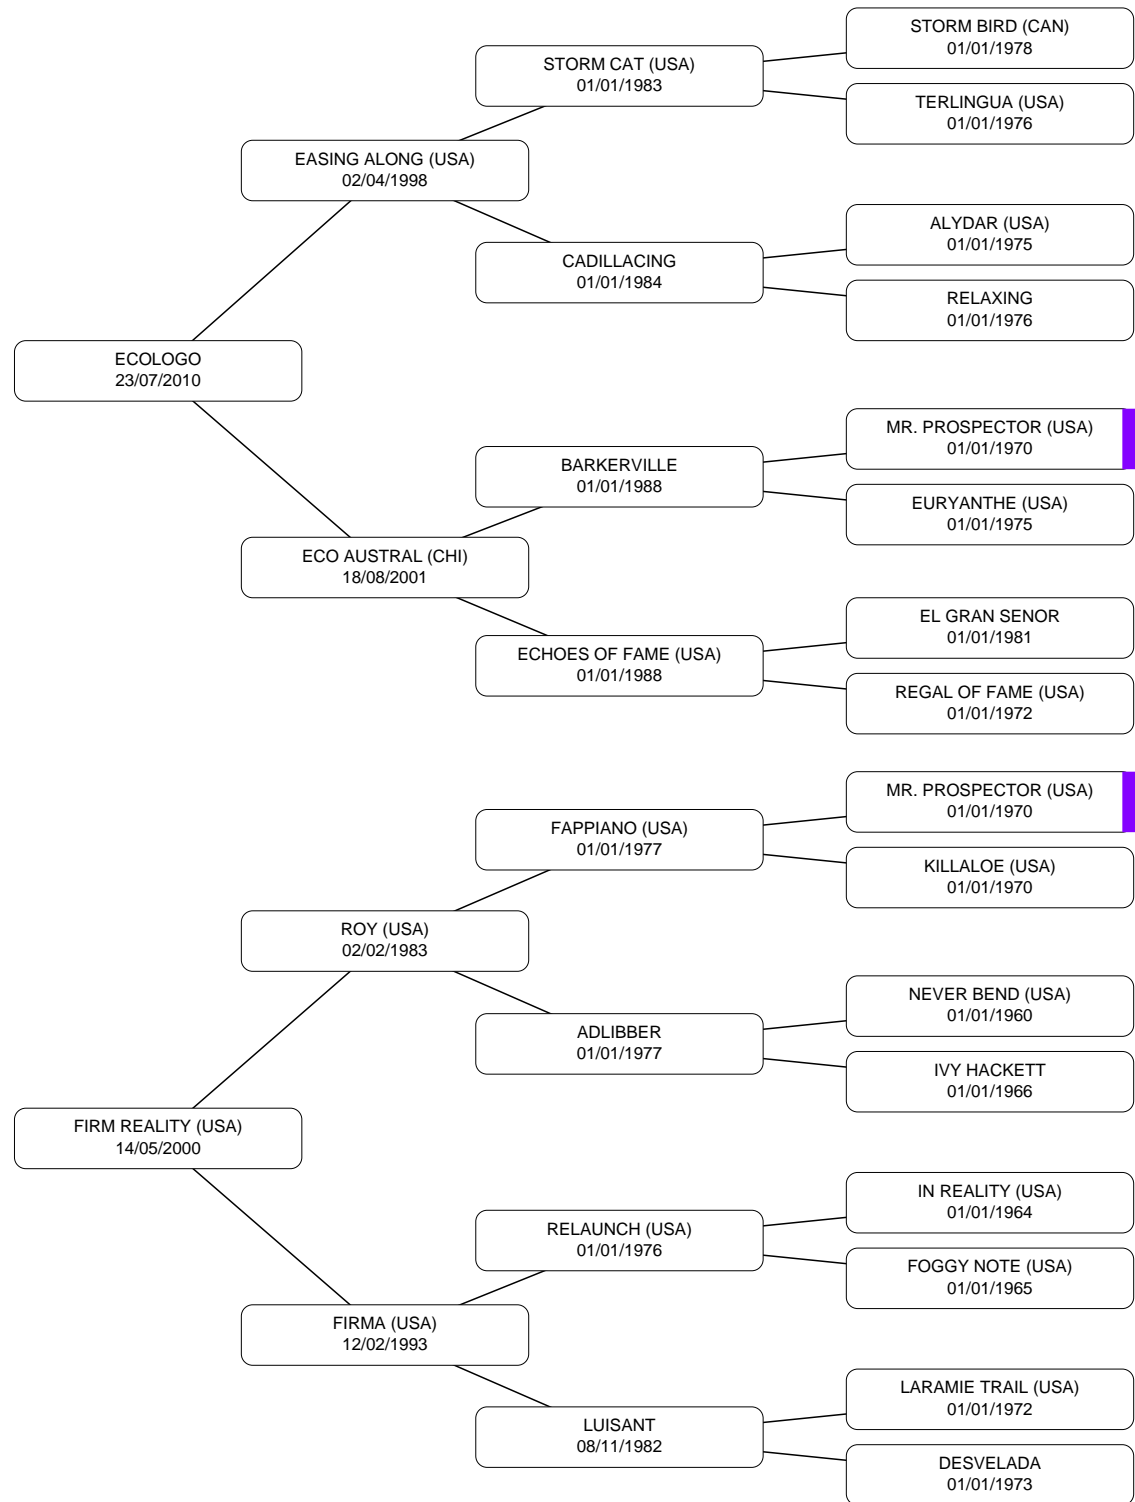 STORM BIRD (CAN)
01/01/1978
STORM CAT (USA)
01/01/1983
TERLINGUA (USA)
01/01/1976
EASING ALONG (USA)
02/04/1998
ALYDAR (USA)
01/01/1975
CADILLACING
01/01/1984
RELAXING
01/01/1976
ECOLOGO
23/07/2010
MR. PROSPECTOR (USA)
01/01/1970
BARKERVILLE
01/01/1988
EURYANTHE (USA)
01/01/1975
ECO AUSTRAL (CHI)
18/08/2001
EL GRAN SENOR
01/01/1981
ECHOES OF FAME (USA)
01/01/1988
REGAL OF FAME (USA)
01/01/1972
MR. PROSPECTOR (USA)
01/01/1970
FAPPIANO (USA)
01/01/1977
KILLALOE (USA)
01/01/1970
ROY (USA)
02/02/1983
NEVER BEND (USA)
01/01/1960
ADLIBBER
01/01/1977
IVY HACKETT
01/01/1966
FIRM REALITY (USA)
14/05/2000
IN REALITY (USA)
01/01/1964
RELAUNCH (USA)
01/01/1976
FOGGY NOTE (USA)
01/01/1965
FIRMA (USA)
12/02/1993
LARAMIE TRAIL (USA)
01/01/1972
LUISANT
08/11/1982
DESVELADA
01/01/1973